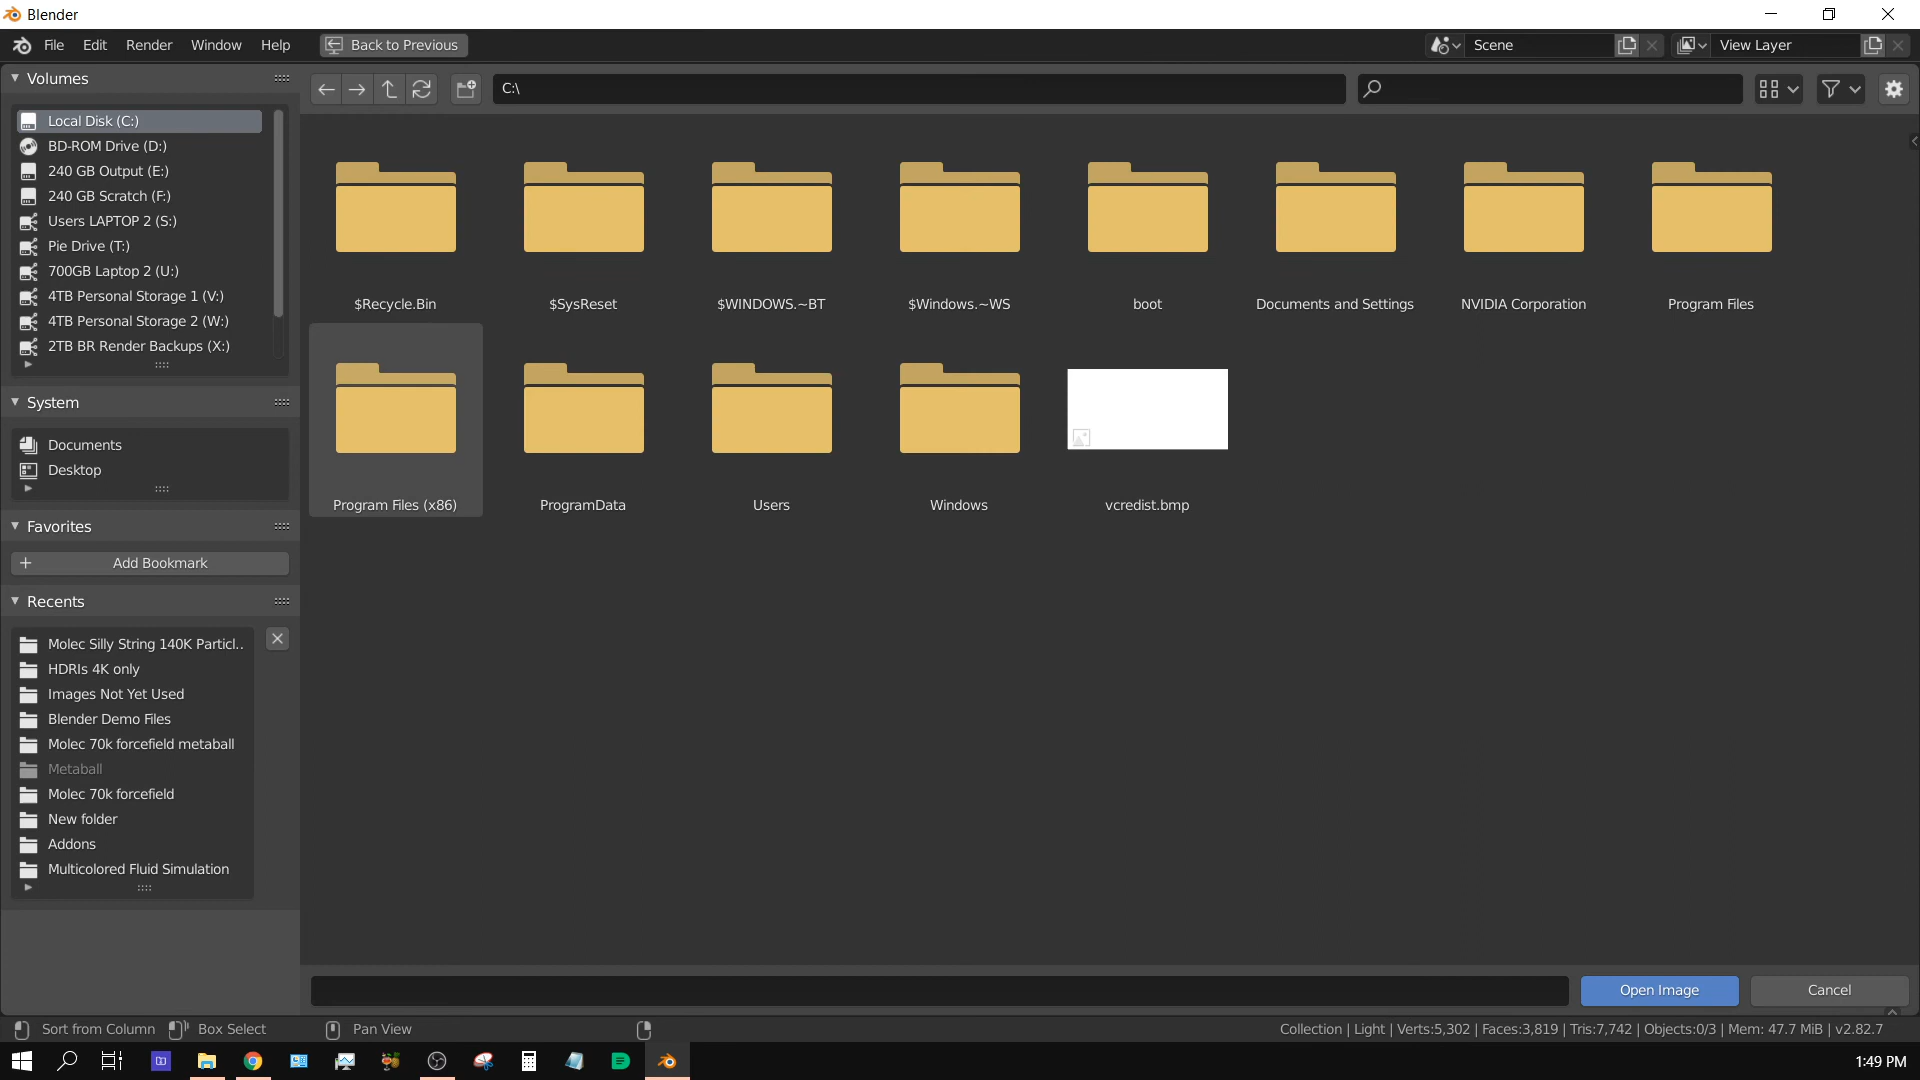 Blender
File Edit Render Window Help Back to Previous Scene View Layer
Volumes
C:\
Local Disk (C:)
BD-ROM Drive (D:)
240 GB Output (E:)
240 GB Scratch (F:)
Users LAPTOP 2 (S:)
Pie Drive (T:)
700GB Laptop 2 (U:)
4TB Personal Storage 1 (V:)
4TB Personal Storage 2 (W:)
2TB BR Render Backups (X:)
System
Documents
Desktop
Favorites
Add Bookmark
Recents
Molec Silly String 140K Particl..
HDRIs 4K only
Images Not Yet Used
Blender Demo Files
Molec 70k forcefield metaball
Metaball
Molec 70k forcefield
New folder
Addons
Multicolored Fluid Simulation
$Recycle.Bin $SysReset $WINDOWS.~BT $Windows.~WS boot Documents and Settings NVIDIA Corporation Program Files
Program Files (x86) ProgramData Users Windows vcredist.bmp
Open Image Cancel
Sort from Column Box Select Pan View Collection | Light | Verts:5,302 | Faces:3,819 | Tris:7,742 | Objects:0/3 | Mem: 47.7 MiB | v2.82.7
1:49 PM